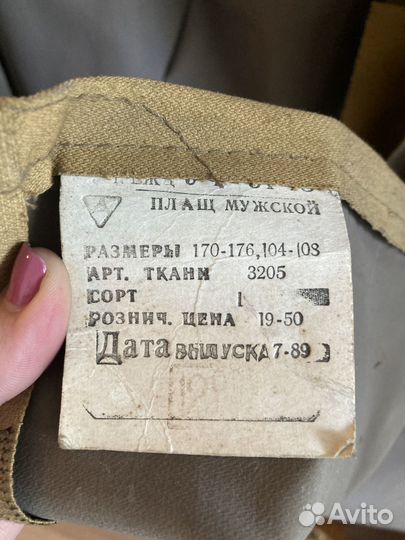 ПЛАЩ МУЖСКОЙ
РАЗМЕРЫ 170-176,104-108
АРТ. ТКАНИ 3205
СОРТ 1
РОЗНИЧ. ЦЕНА 19-50
Дата ВЫПУСКА 7-89
Avito